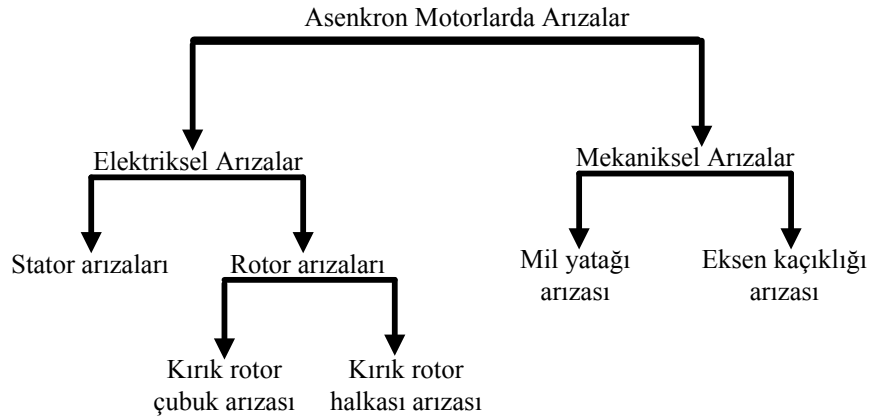 Asenkron Motorlarda Arızalar
Elektriksel Arızalar
Mekaniksel Arızalar
Stator arızaları
Rotor arızaları
Mil yatağı
arızası
Eksen kaçıklığı
arızası
Kırık rotor
çubuk arızası
Kırık rotor
halkası arızası